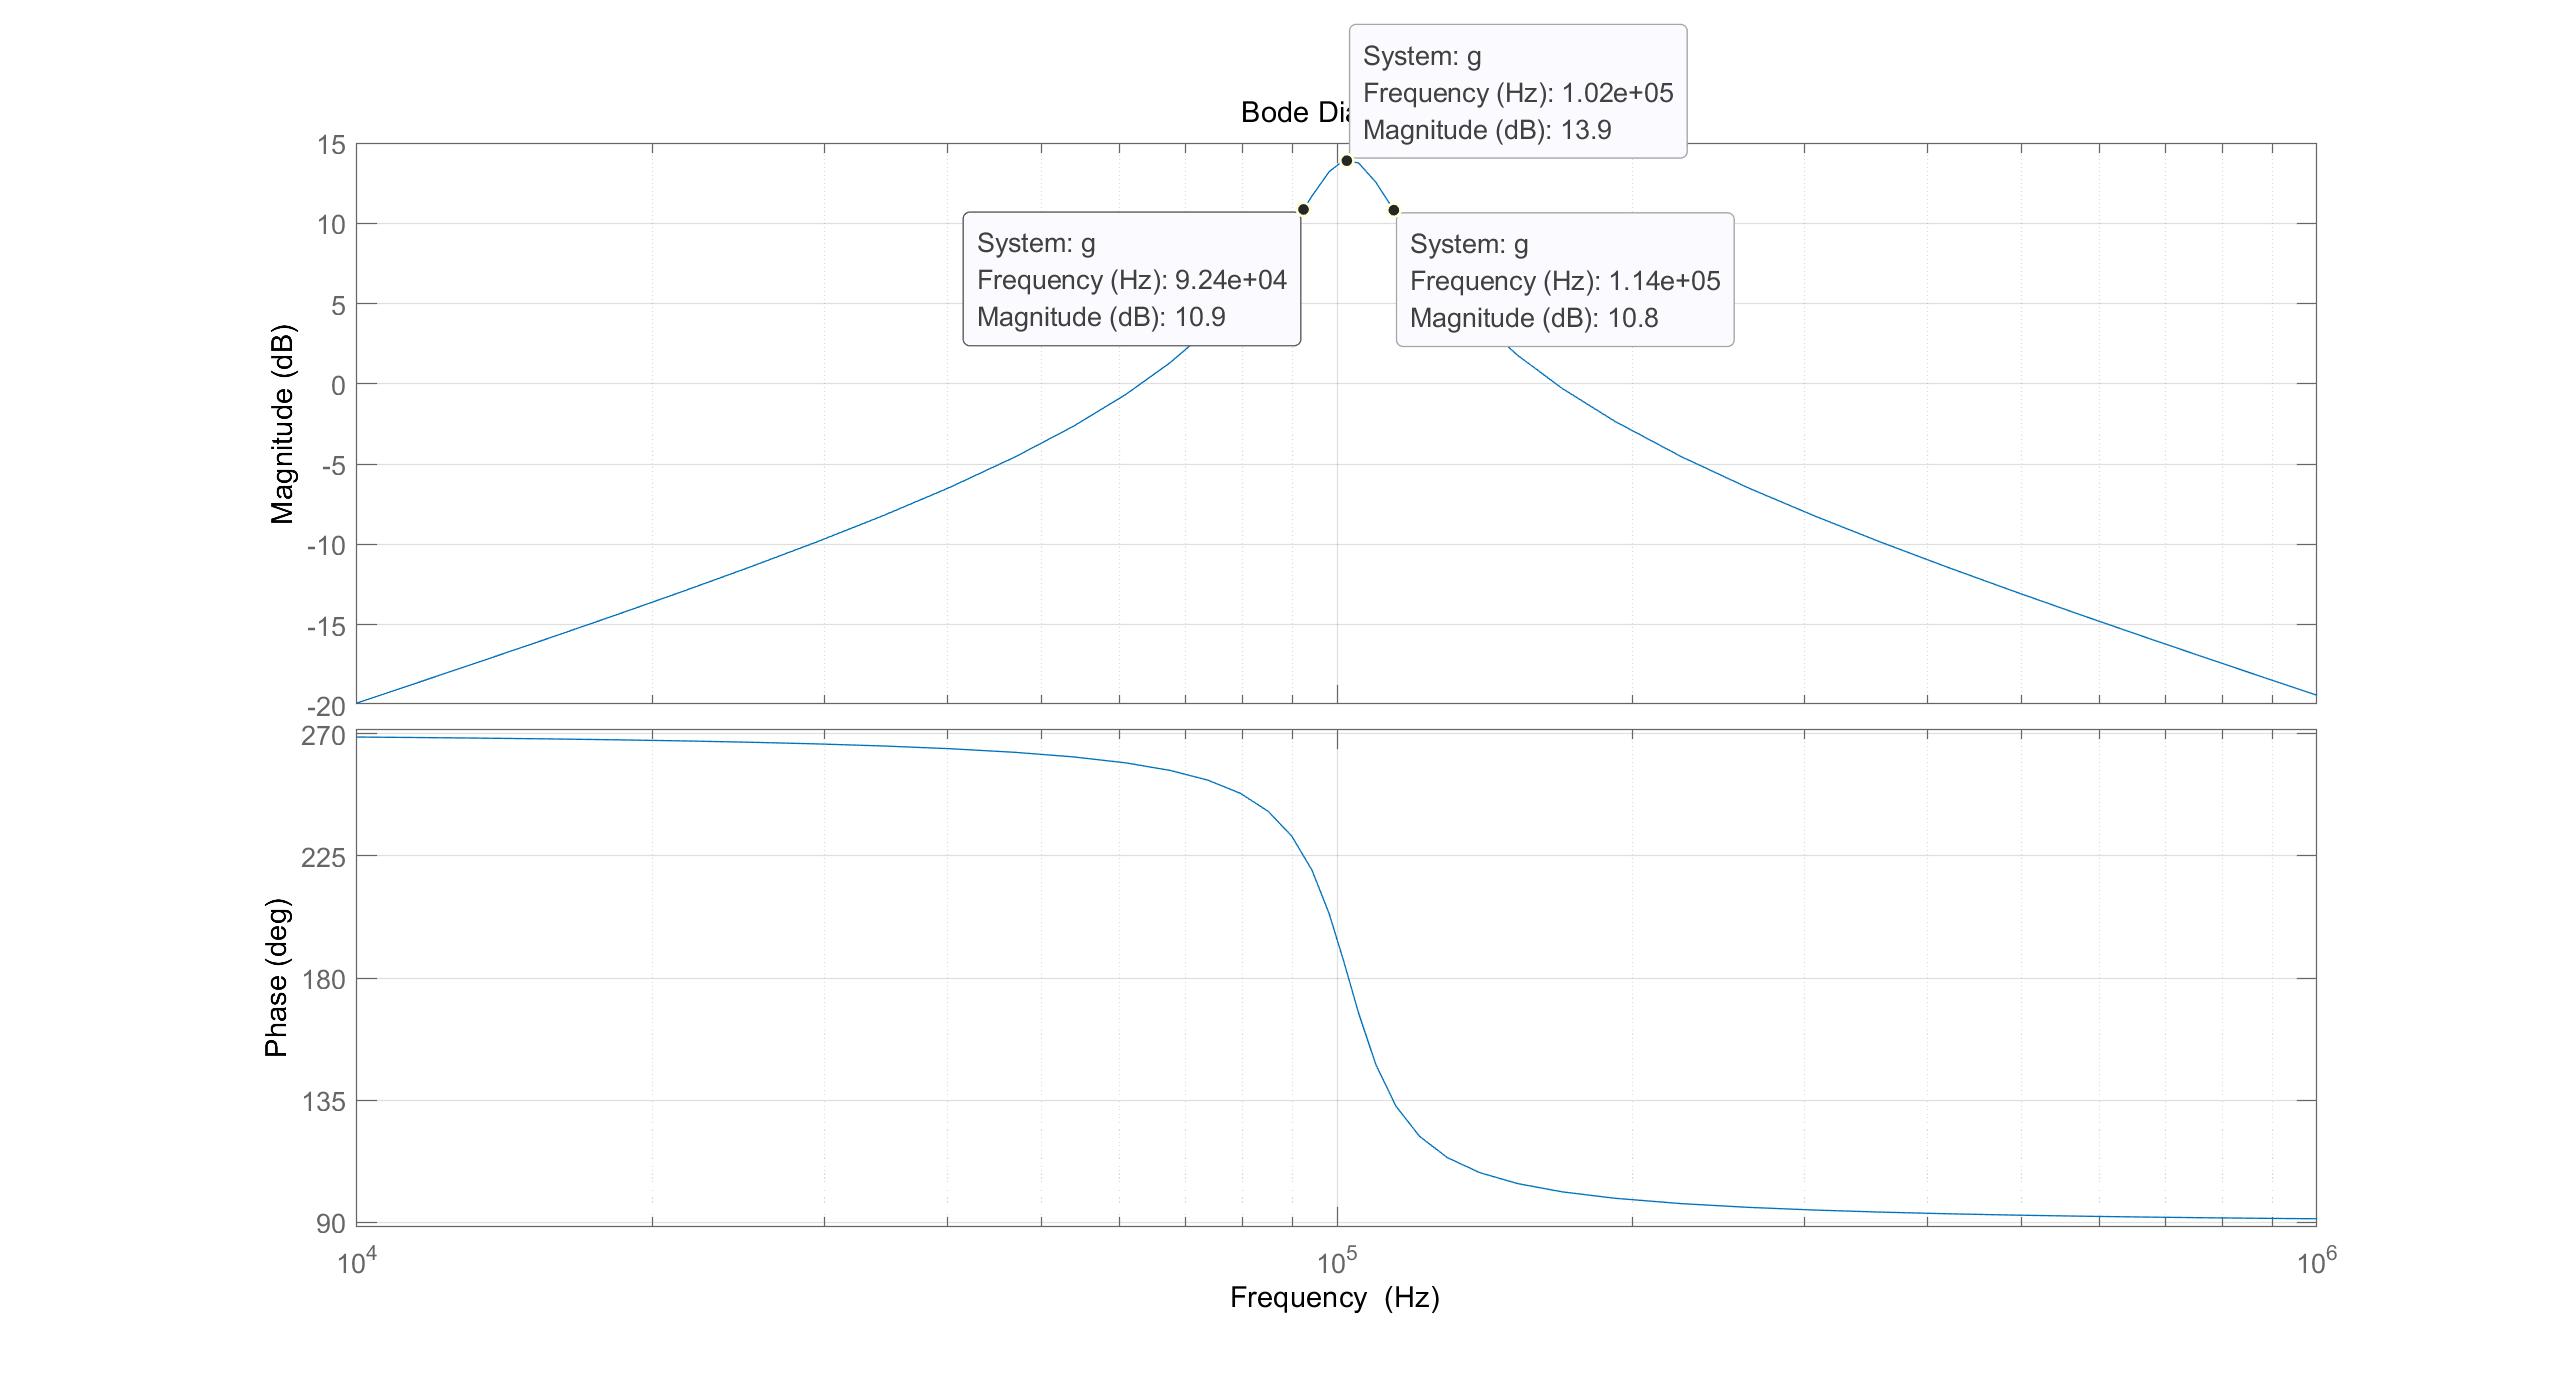 System: g
Frequency (Hz): 1.02e+05
Magnitude (dB): 13.9
Bode Dia
System: g
Frequency (Hz): 9.24e+04
Magnitude (dB): 10.9
System: g
Frequency (Hz): 1.14e+05
Magnitude (dB): 10.8
Magnitude (dB)
15
10
5
0
-5
-10
-15
-20
Phase (deg)
270
225
180
135
90
10^4
10^5
10^6
Frequency (Hz)